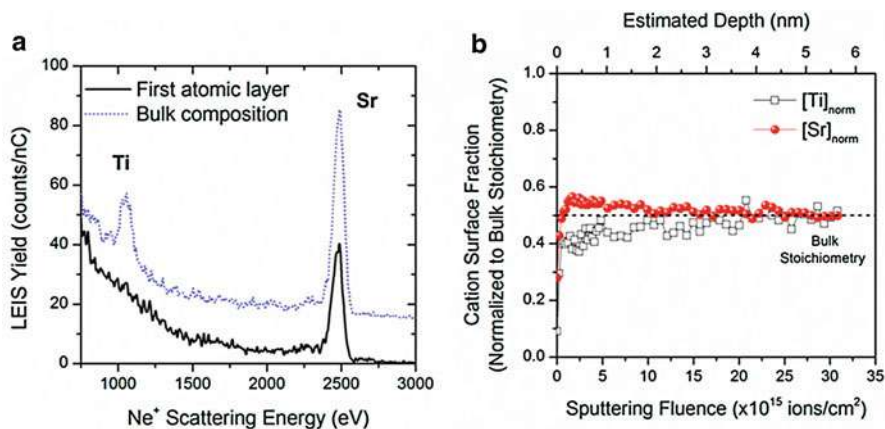 a
LEIS Yield (counts/nC)
100
80
60
40
20
0
First atomic layer
Bulk composition
Ti
Sr
1000 1500 2000 2500 3000
Ne⁺ Scattering Energy (eV)
b
Estimated Depth (nm)
0 1 2 3 4 5 6
Cation Surface Fraction
(Normalized to Bulk Stoichiometry)
1.0
0.8
0.6
0.4
0.2
0.0
[Ti]norm
[Sr]norm
Bulk
Stoichiometry
0 5 10 15 20 25 30 35
Sputtering Fluence (x10¹⁵ ions/cm²)